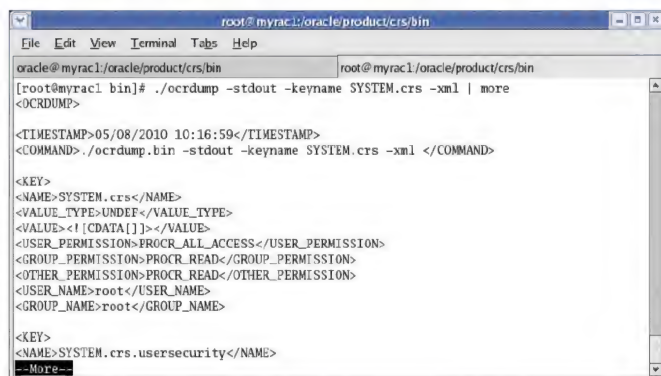 root@myrac1:/oracle/product/crs/bin
File Edit View Terminal Tabs Help
oracle@myrac1:/oracle/product/crs/bin root@myrac1:/oracle/product/crs/bin
[root@myrac1 bin]# ./ocrdump -stdout -keyname SYSTEM.crs -xml | more
<OCRDUMP>
<TIMESTAMP>05/08/2010 10:16:59</TIMESTAMP>
<COMMAND>./ocrdump.bin -stdout -keyname SYSTEM.crs -xml </COMMAND>
<KEY>
<NAME>SYSTEM.crs</NAME>
<VALUE_TYPE>UNDEF</VALUE_TYPE>
<VALUE><![CDATA[]]></VALUE>
<USER_PERMISSION>PROCR_ALL_ACCESS</USER_PERMISSION>
<GROUP_PERMISSION>PROCR_READ</GROUP_PERMISSION>
<OTHER_PERMISSION>PROCR_READ</OTHER_PERMISSION>
<USER_NAME>root</USER_NAME>
<GROUP_NAME>root</GROUP_NAME>
<KEY>
<NAME>SYSTEM.crs.usersecurity</NAME>
--More--